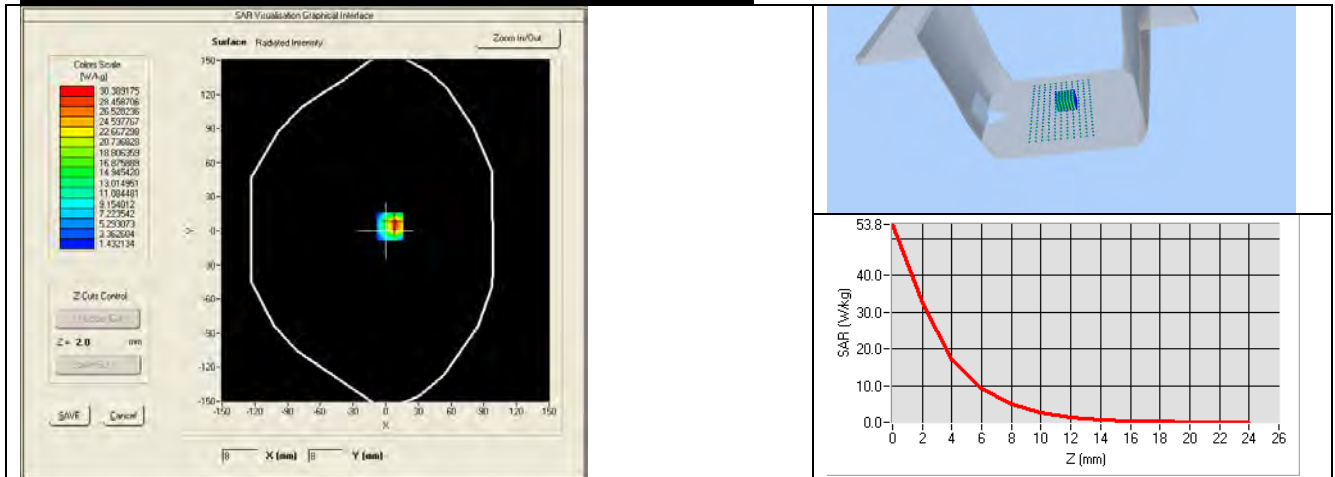 SAR Visualisation Graphical Interface
Surface Radiated Intensity
Zoom In/Out
Colors Scale
[W/kg]
30.389175
28.458706
26.528236
24.597767
22.667298
20.736828
18.806359
16.875889
14.945420
13.014951
11.084481
9.154012
7.223542
5.293073
3.362604
1.432134
150-
120-
90-
60-
30-
0-
-30-
-60-
-90-
-120-
-150-
Y
-150 -120 -90 -60 -30 0 30 60 90 120 150
X
Z Cuts Control
Z = 2.0 mm
SAVE Cancel
8 X (mm) 8 Y (mm)
53.8-
40.0-
30.0-
20.0-
10.0-
0.0-
SAR (W/kg)
0 2 4 6 8 10 12 14 16 18 20 22 24 26
Z (mm)